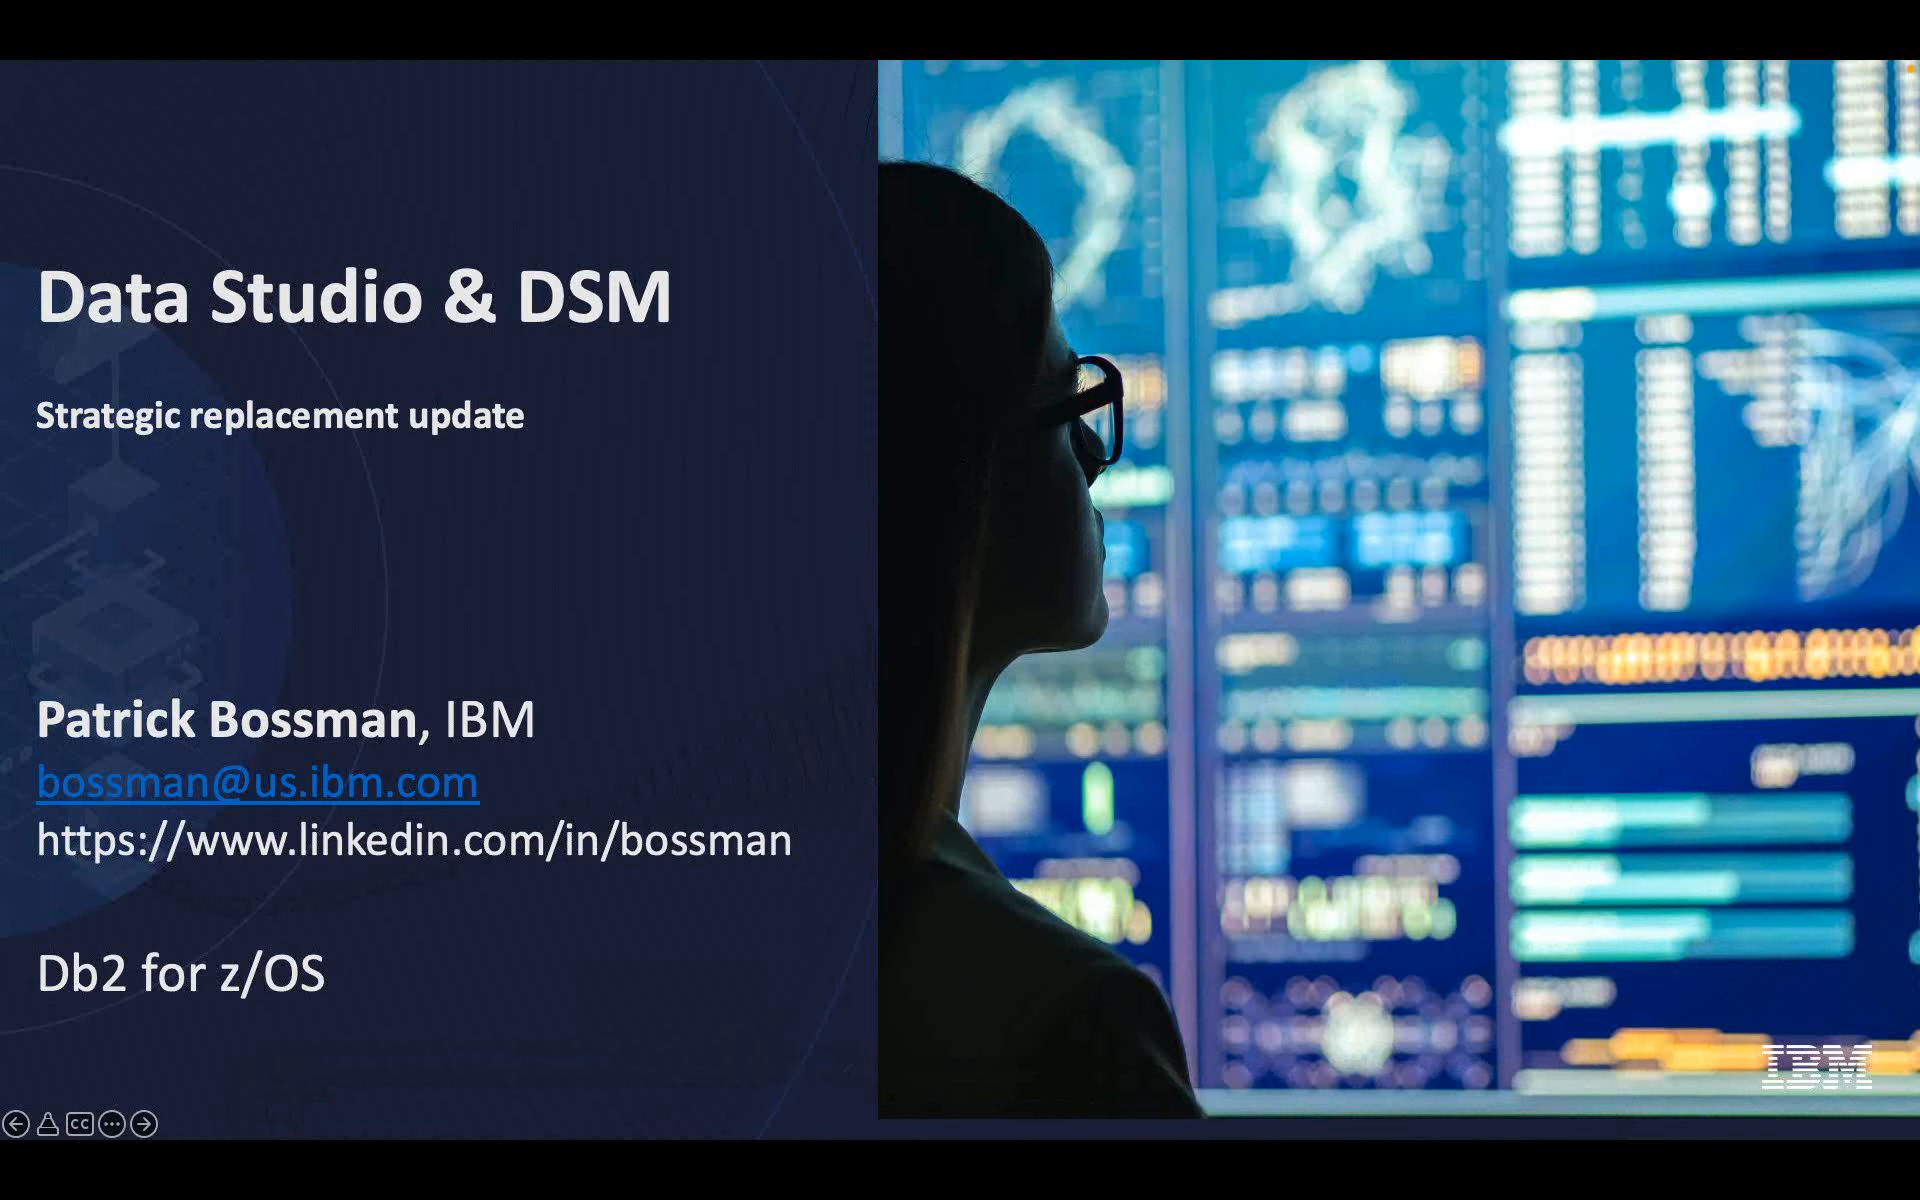 Data Studio & DSM
Strategic replacement update
Patrick Bossman, IBM
bossman@us.ibm.com
https://www.linkedin.com/in/bossman
Db2 for z/OS
IBM
CC